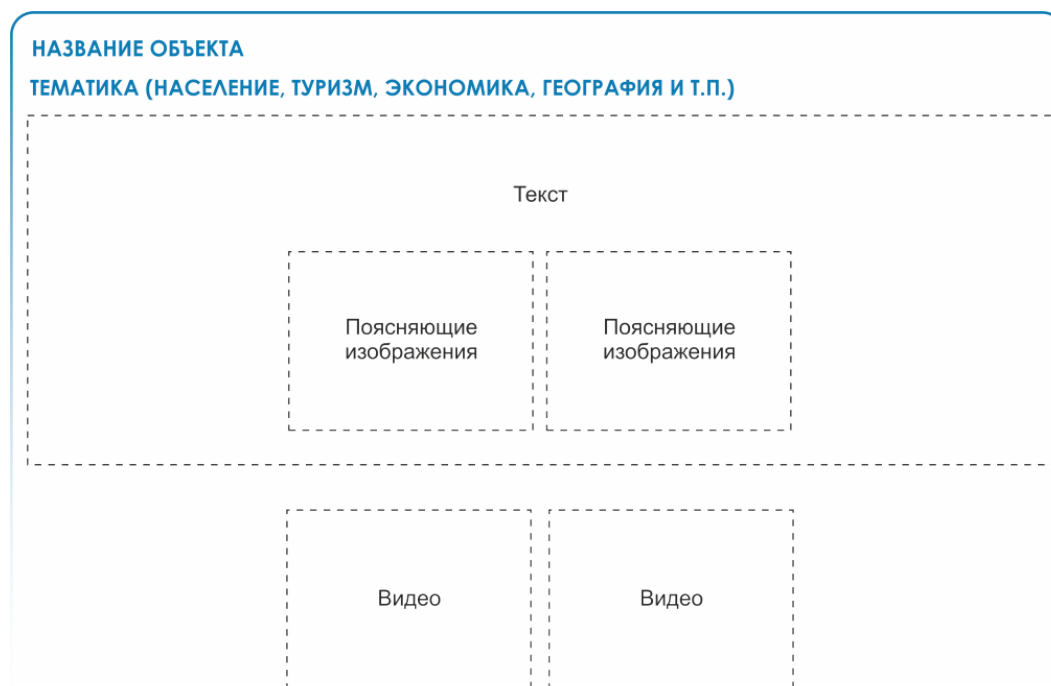 НАЗВАНИЕ ОБЪЕКТА
ТЕМАТИКА (НАСЕЛЕНИЕ, ТУРИЗМ, ЭКОНОМИКА, ГЕОГРАФИЯ И Т.П.)
Текст
Поясняющие
изображения
Поясняющие
изображения
Видео
Видео